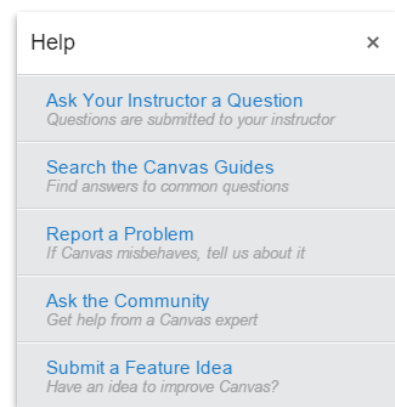 Help ×
Ask Your Instructor a Question
Questions are submitted to your instructor
Search the Canvas Guides
Find answers to common questions
Report a Problem
If Canvas misbehaves, tell us about it
Ask the Community
Get help from a Canvas expert
Submit a Feature Idea
Have an idea to improve Canvas?